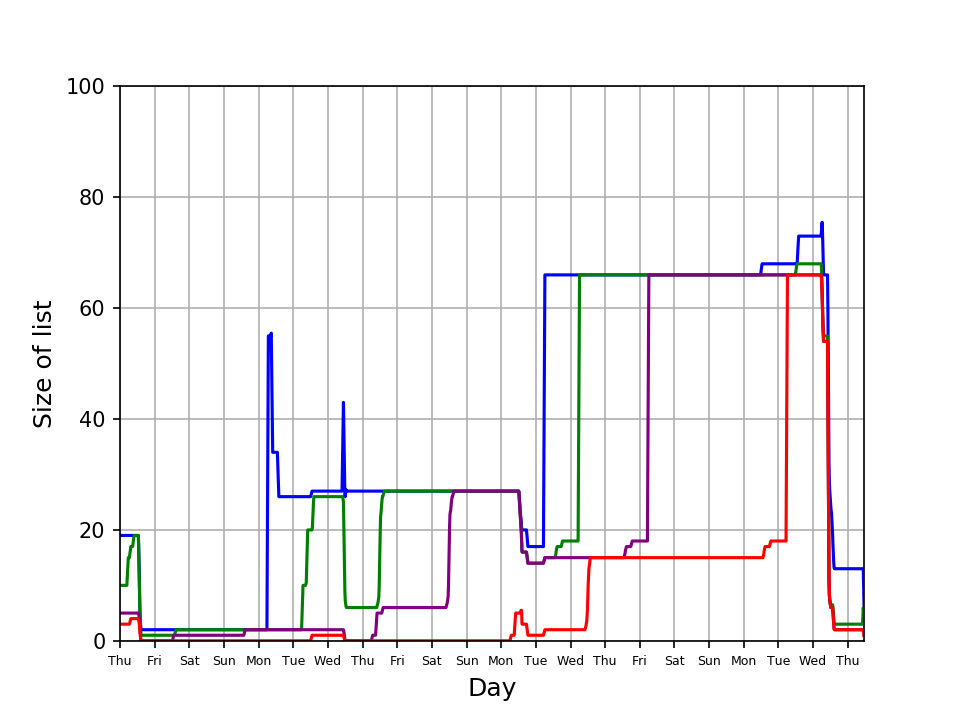 100
80
60
40
20
0
Size of list
Thu Fri Sat Sun Mon Tue Wed Thu Fri Sat Sun Mon Tue Wed Thu Fri Sat Sun Mon Tue Wed Thu
Day